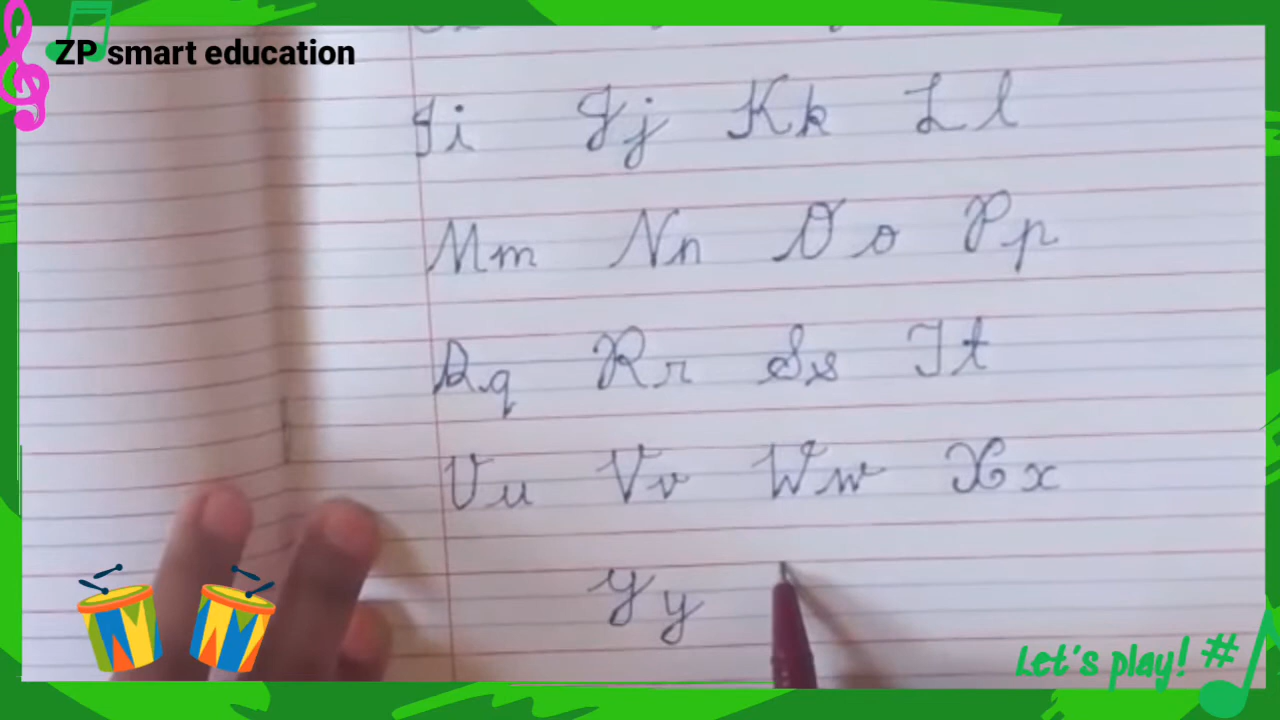 ZP smart education
Ii Jj Kk Ll
Mm Nn Oo Pp
Qq Rr Ss Tt
Uu Vv Ww Xx
Yy
Let's play! #